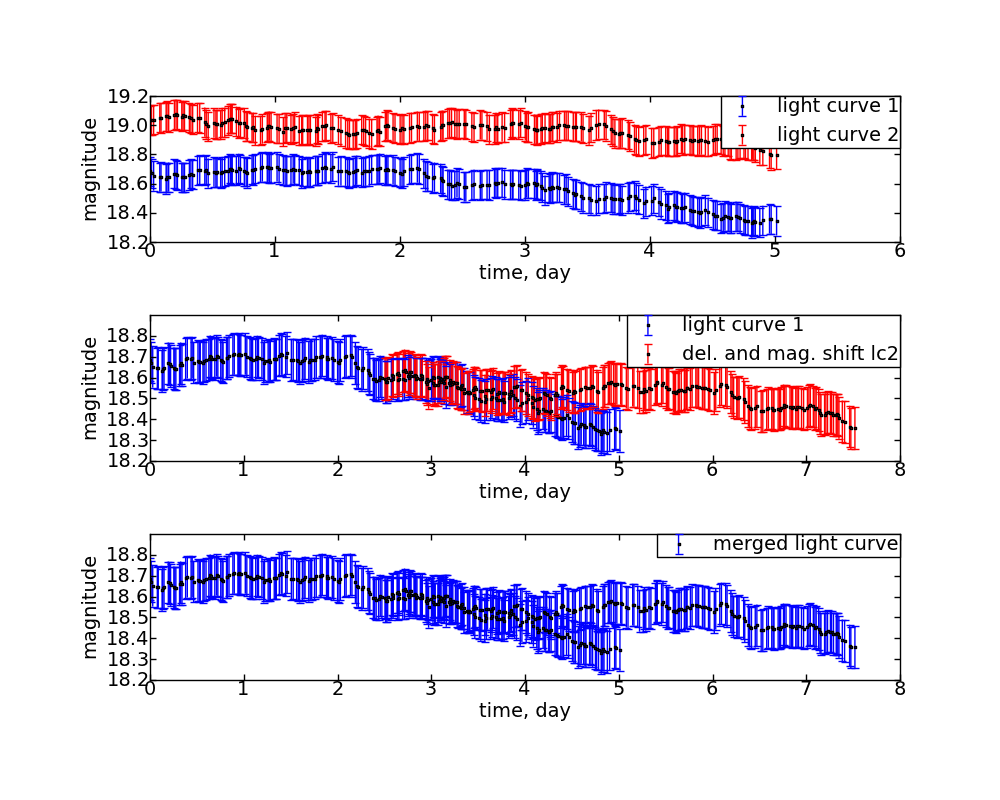 19.2
19.0
18.8
18.6
18.4
18.2
magnitude
light curve 1
light curve 2
0 1 2 3 4 5 6
time, day
18.8
18.7
18.6
18.5
18.4
18.3
18.2
magnitude
light curve 1
del. and mag. shift lc2
0 1 2 3 4 5 6 7 8
time, day
18.8
18.7
18.6
18.5
18.4
18.3
18.2
magnitude
merged light curve
0 1 2 3 4 5 6 7 8
time, day